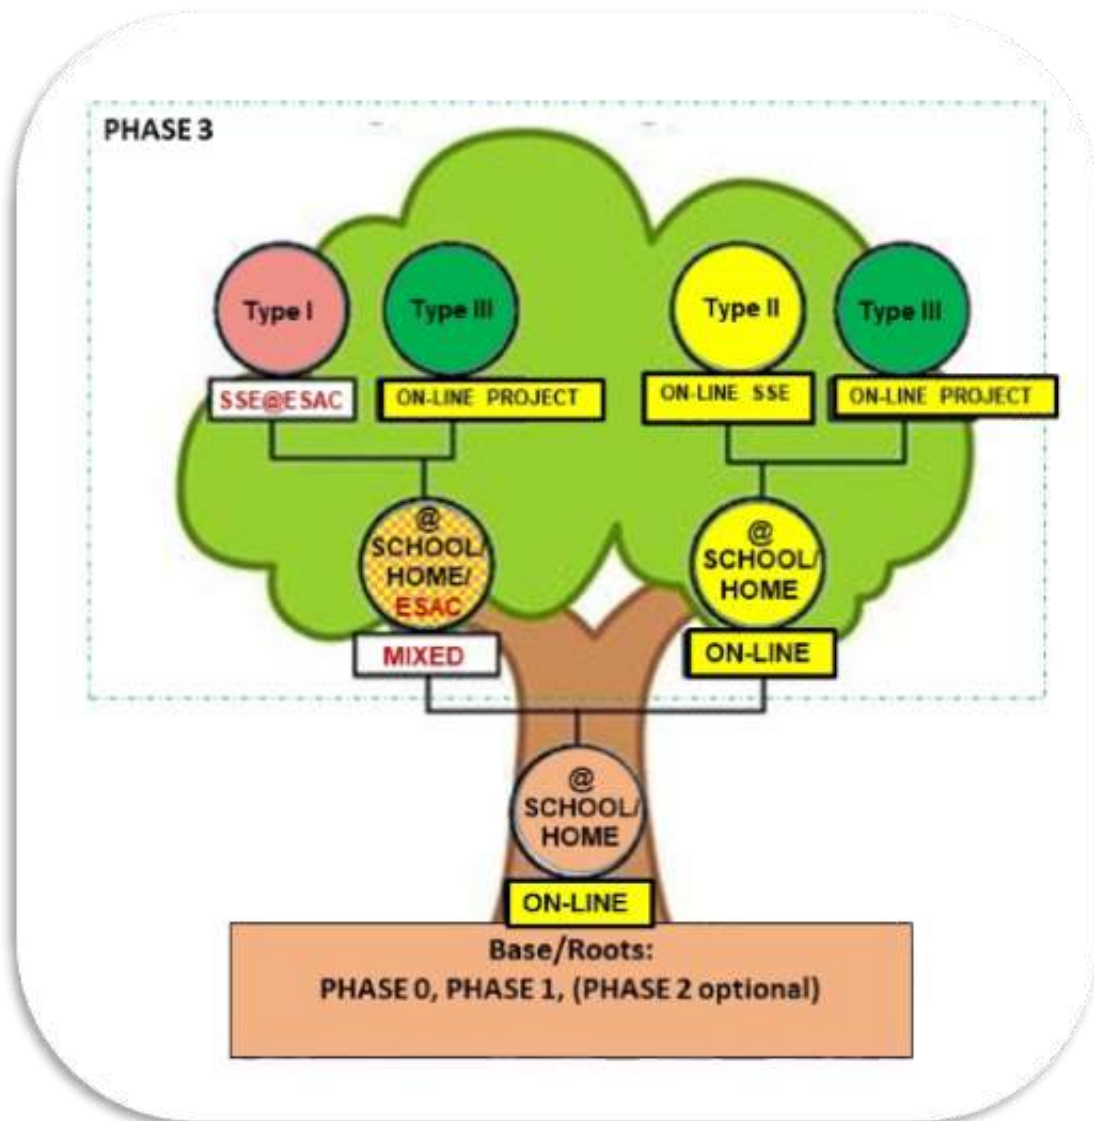 PHASE 3
Type I
Type III
Type II
Type III
SSE@ESAC
ON-LINE PROJECT
ON-LINE SSE
ON-LINE PROJECT
@
SCHOOL/
HOME/
ESAC
@
SCHOOL/
HOME
MIXED
ON-LINE
@
SCHOOL/
HOME
ON-LINE
Base/Roots:
PHASE 0, PHASE 1, (PHASE 2 optional)